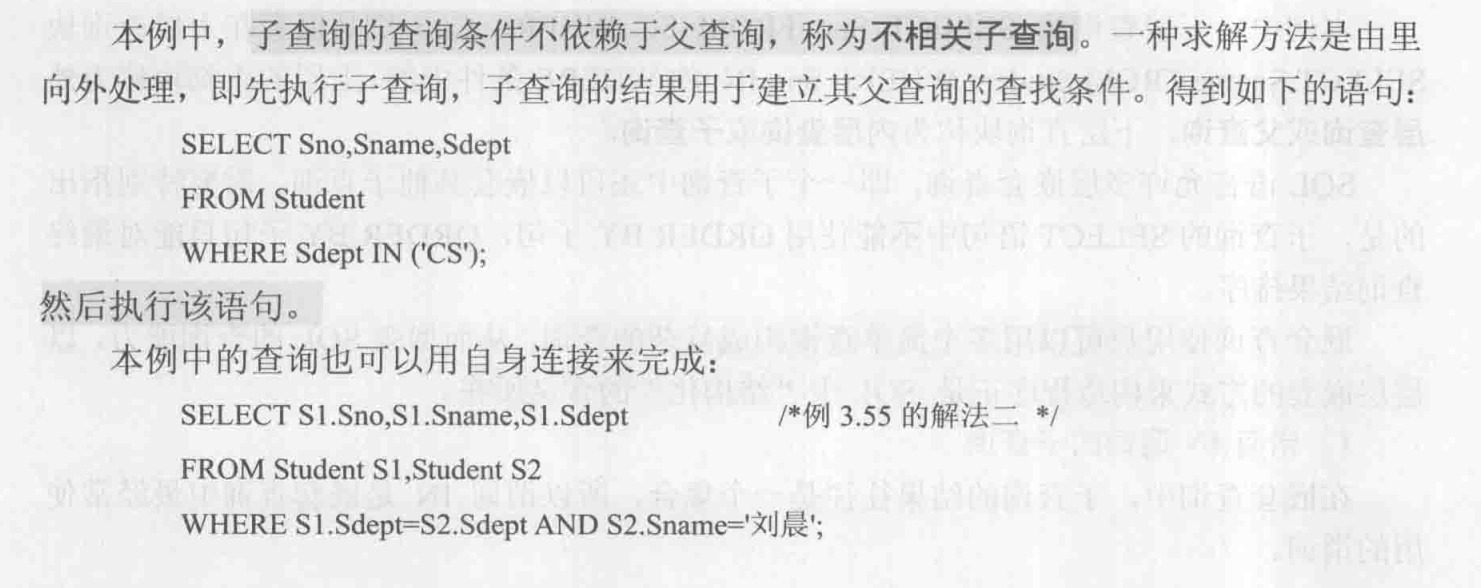 本例中，子查询的查询条件不依赖于父查询，称为不相关子查询。一种求解方法是由里
向外处理，即先执行子查询，子查询的结果用于建立其父查询的查找条件。得到如下的语句：
SELECT Sno,Sname,Sdept
FROM Student
WHERE Sdept IN ('CS');
然后执行该语句。
本例中的查询也可以用自身连接来完成：
SELECT S1.Sno,S1.Sname,S1.Sdept /*例 3.55 的解法二 */
FROM Student S1,Student S2
WHERE S1.Sdept=S2.Sdept AND S2.Sname='刘晨';